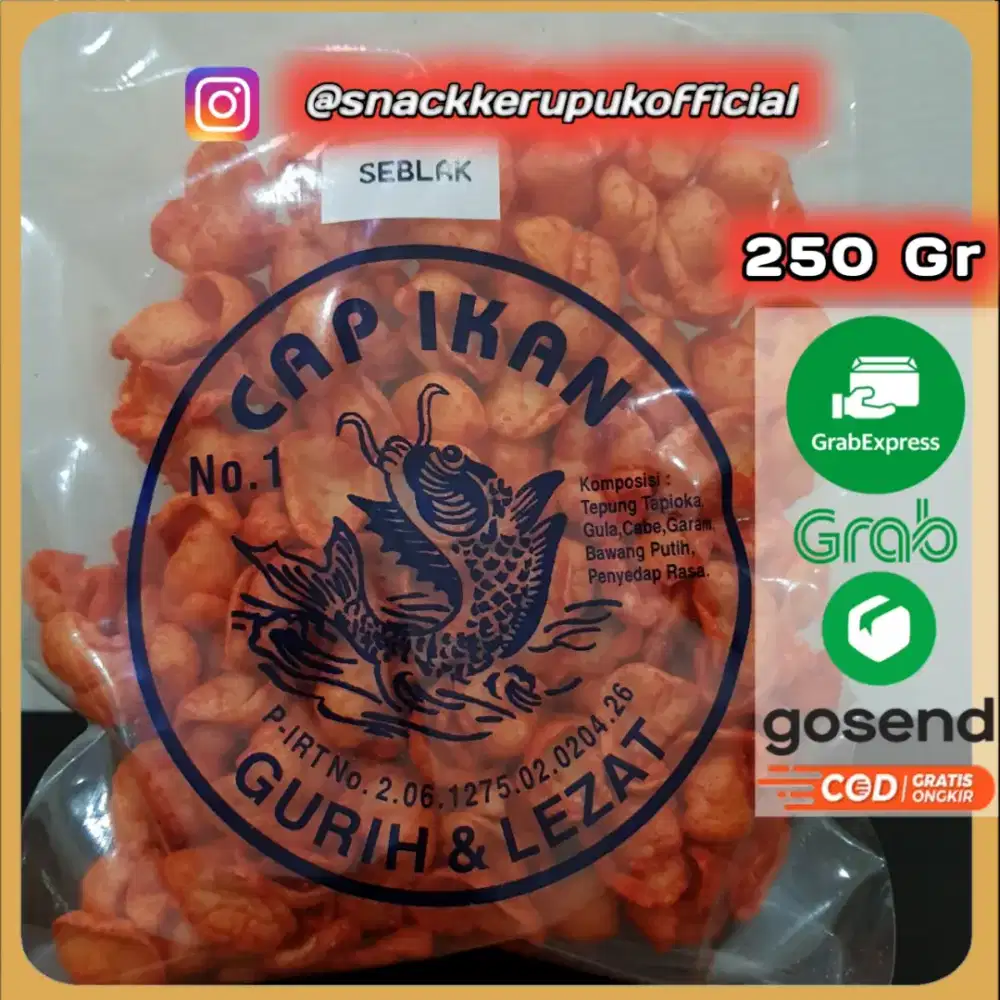 @snackkerupukofficial
SEBLAK
250 Gr
CAP IKAN
No.1
Komposisi :
Tepung Tapioka.
Gula,Cabe,Garam,
Bawang Putih,
Penyedap Rasa.
P-IRT No. 2.06.1275.02.0204.26
GURIH & LEZAT
GrabExpress
Grab
gosend
COD GRATIS
ONGKIR